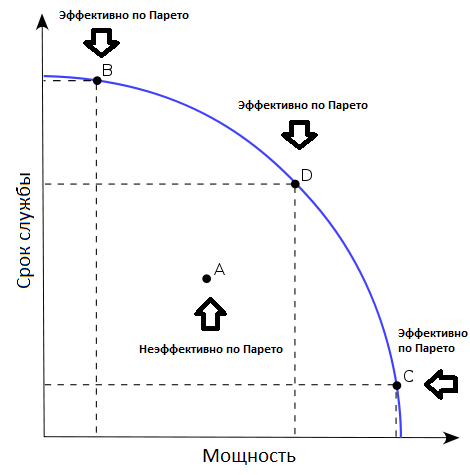 Эффективно по Парето
B
Эффективно по Парето
D
Срок службы
A
Неэффективно по Парето
Эффективно
по Парето
C
Мощность